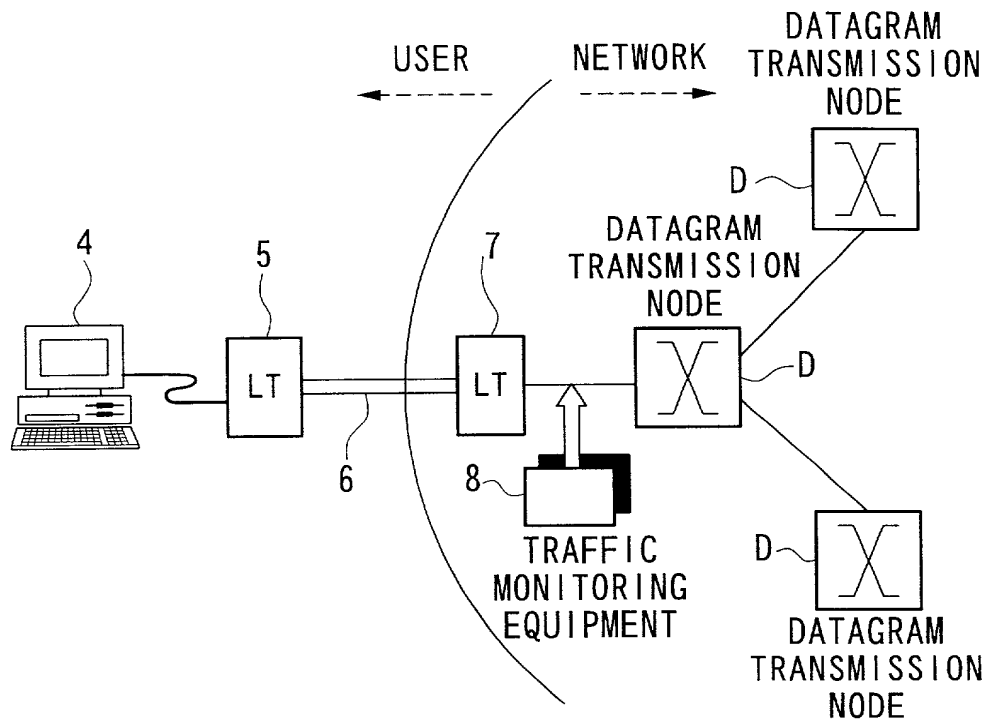 DATAGRAM
TRANSMISSION
NODE
USER
NETWORK
D
DATAGRAM
TRANSMISSION
NODE
4
5
7
LT
LT
D
6
8
TRAFFIC
MONITORING
EQUIPMENT
D
DATAGRAM
TRANSMISSION
NODE